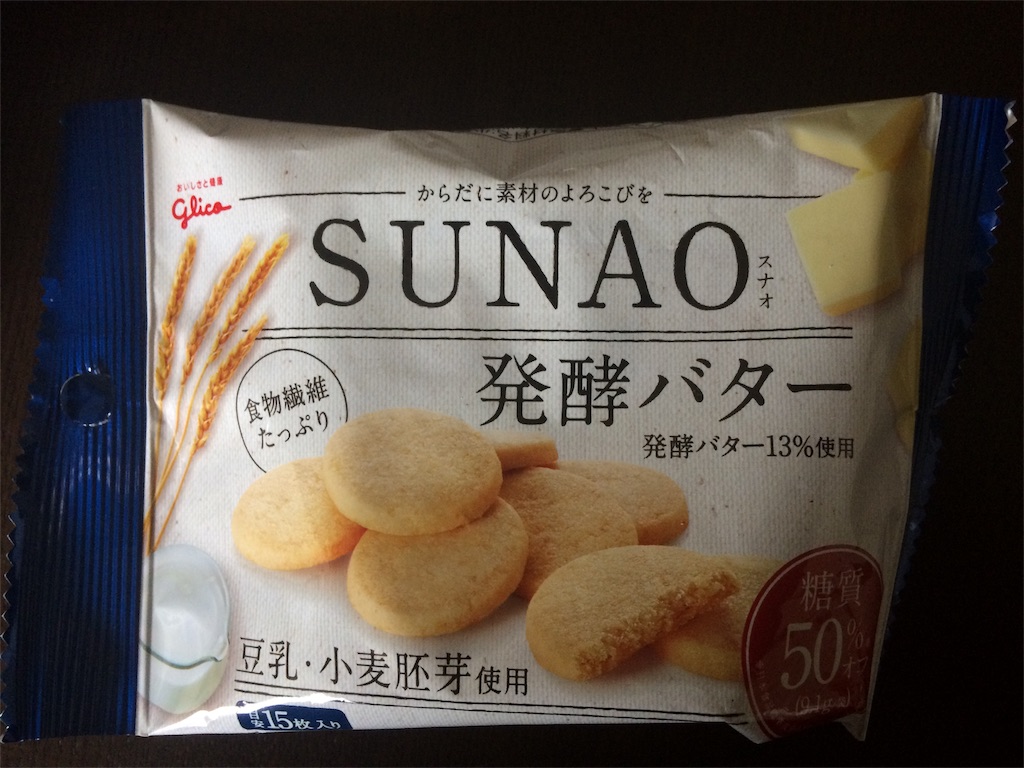 おいしさと健康
Glico
からだに素材のよろこびを
SUNAO
スナオ
発酵バター
発酵バター13%使用
食物繊維
たっぷり
豆乳・小麦胚芽使用
目安15枚入り
糖質
50%オフ